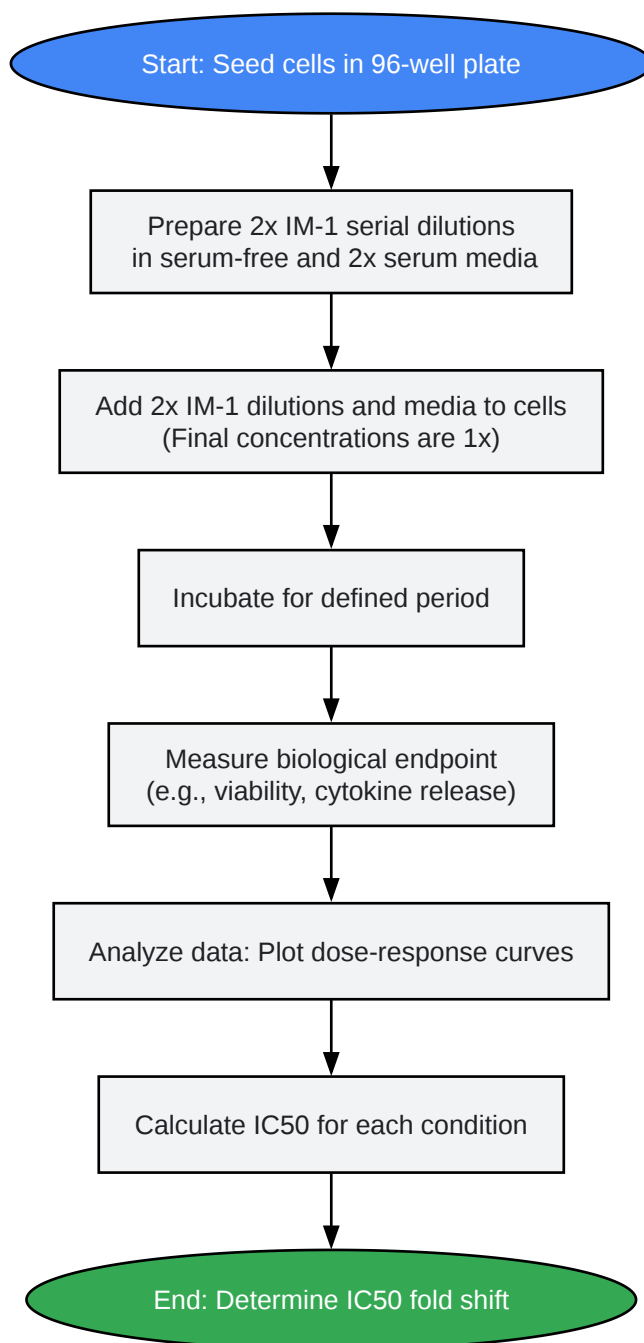 Start: Seed cells in 96-well plate
Prepare 2x IM-1 serial dilutions
in serum-free and 2x serum media
Add 2x IM-1 dilutions and media to cells
(Final concentrations are 1x)
Incubate for defined period
Measure biological endpoint
(e.g., viability, cytokine release)
Analyze data: Plot dose-response curves
Calculate IC50 for each condition
End: Determine IC50 fold shift